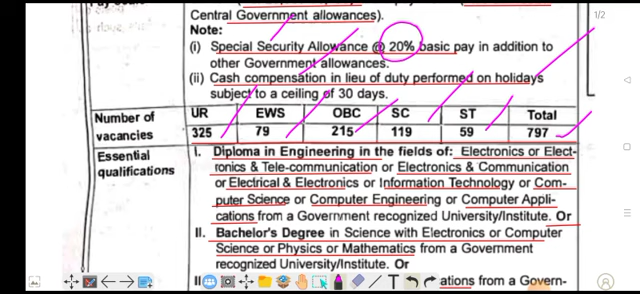 Central Government allowances).
1/2
Note:
(i) Special Security Allowance @ 20% basic pay in addition to
other Government allowances.
(ii) Cash compensation in lieu of duty performed on holidays
subject to a ceiling of 30 days.
Number of vacancies UR EWS OBC SC ST Total
325 79 215 119 59 797
Essential qualifications
I. Diploma in Engineering in the fields of: Electronics or Elect-
ronics & Tele-communication or Electronics & Communication
or Electrical & Electronics or Information Technology or Com-
puter Science or Computer Engineering or Computer Appli-
cations from a Government recognized University/Institute. Or
II. Bachelor's Degree in Science with Electronics or Computer
Science or Physics or Mathematics from a Government
recognized University/Institute. Or
ations from a Govern-